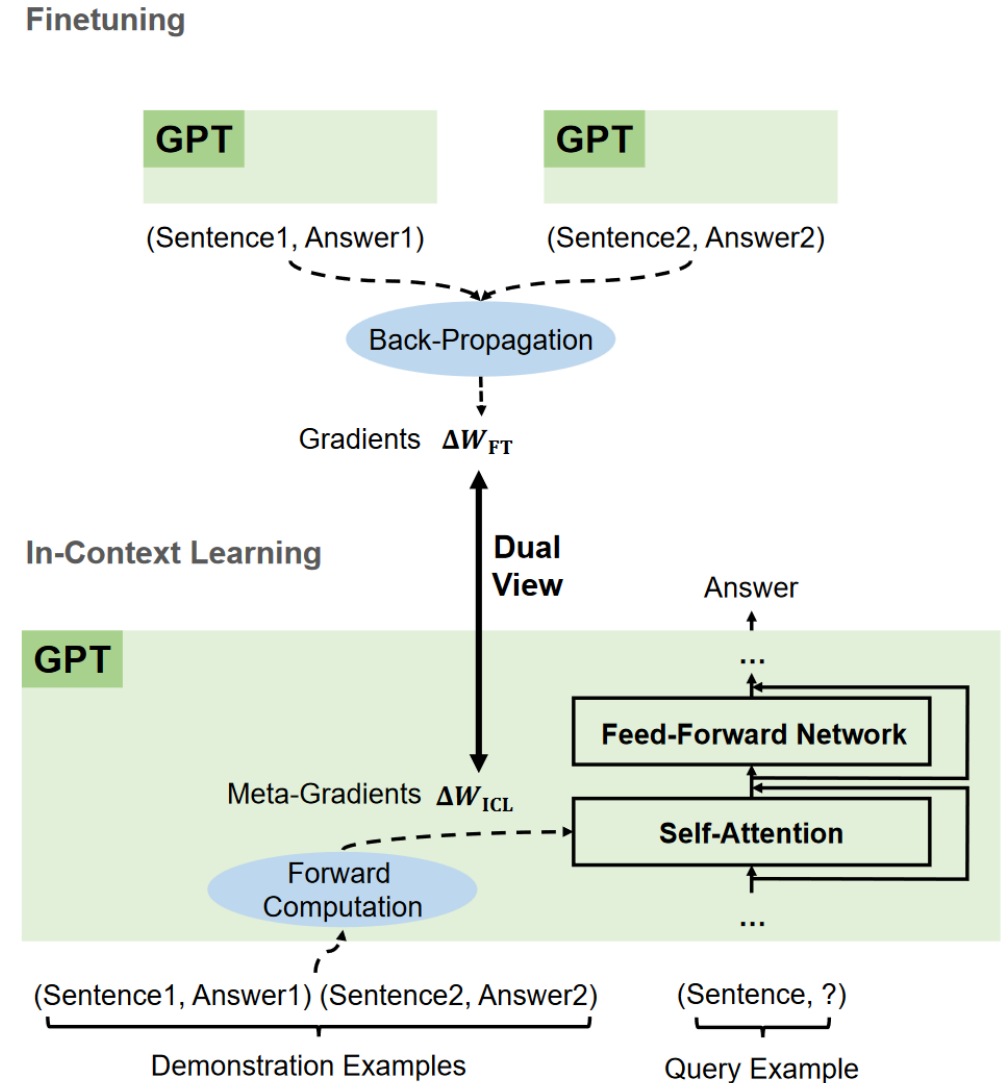 Finetuning
GPT
GPT
(Sentence1, Answer1)
(Sentence2, Answer2)
Back-Propagation
Gradients ΔW_FT
In-Context Learning
Dual
View
Answer
GPT
...
Feed-Forward Network
Meta-Gradients ΔW_ICL
Self-Attention
Forward
Computation
...
(Sentence1, Answer1) (Sentence2, Answer2)
(Sentence, ?)
Demonstration Examples
Query Example